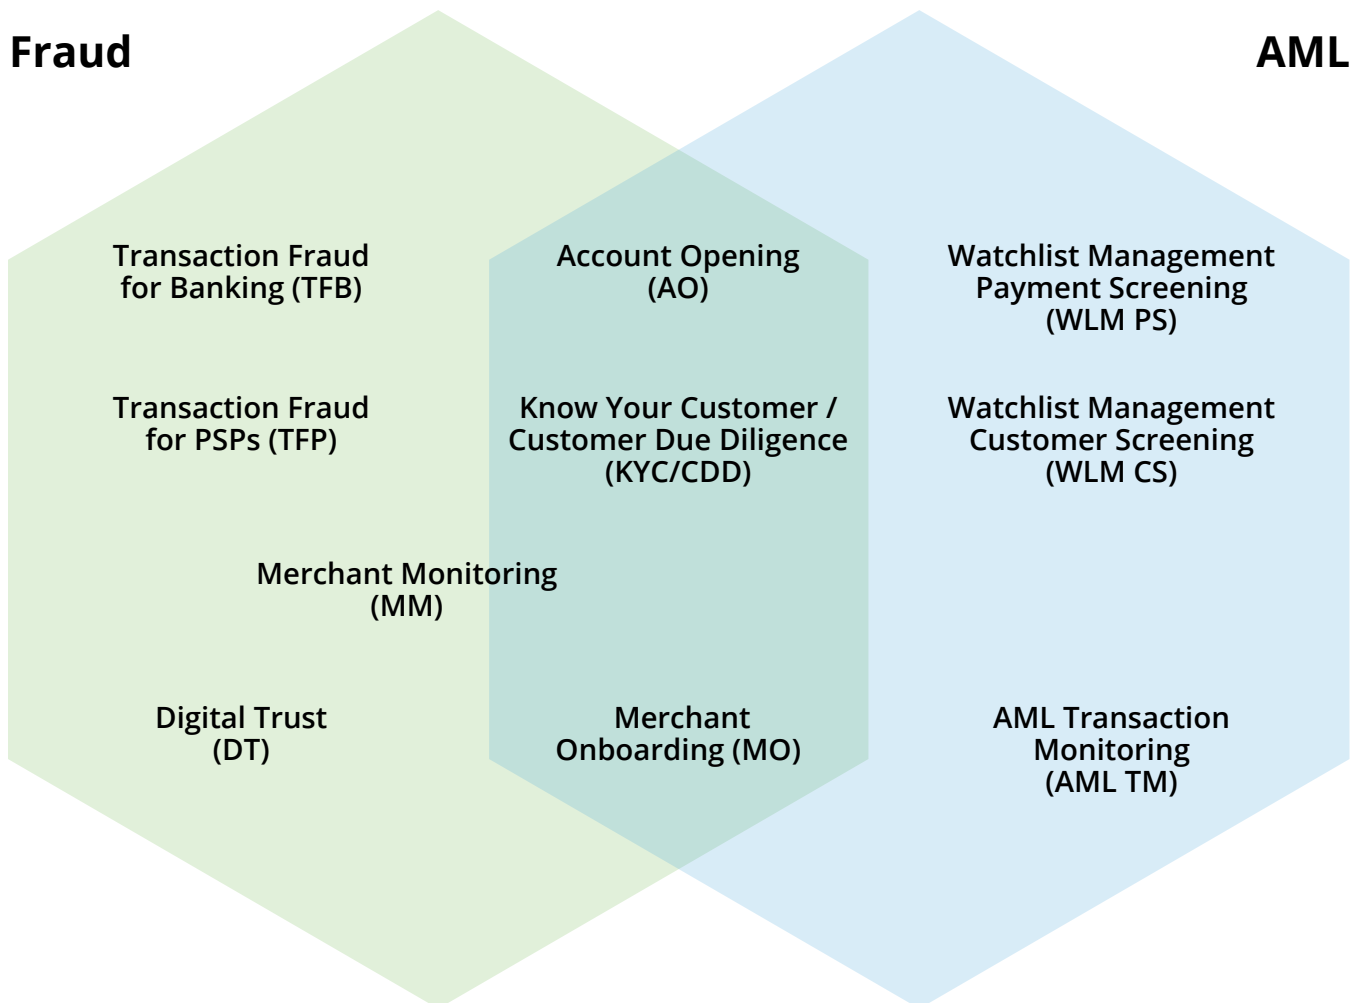 Fraud
AML
Transaction Fraud
for Banking (TFB)
Account Opening
(AO)
Watchlist Management
Payment Screening
(WLM PS)
Transaction Fraud
for PSPs (TFP)
Know Your Customer /
Customer Due Diligence
(KYC/CDD)
Watchlist Management
Customer Screening
(WLM CS)
Merchant Monitoring
(MM)
Digital Trust
(DT)
Merchant
Onboarding (MO)
AML Transaction
Monitoring
(AML TM)